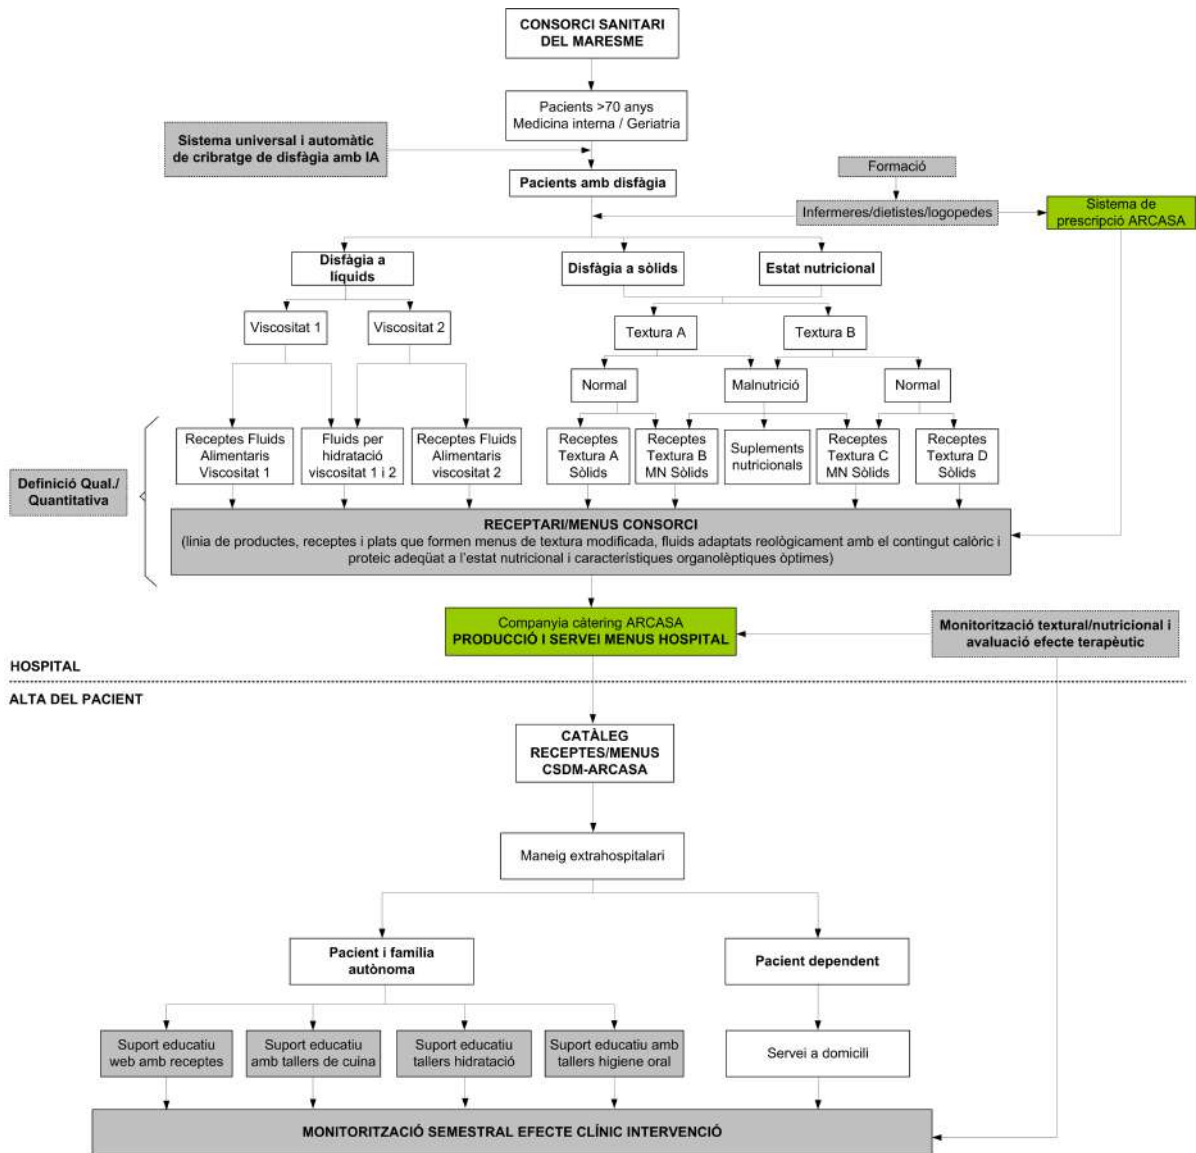 CONSORCI SANITARI
DEL MARESME
Pacients >70 anys
Medicina interna / Geriatria
Sistema universal i automàtic
de cribratge de disfàgia amb IA
Pacients amb disfàgia
Formació
Infermeres/dietistes/logopedes
Sistema de
prescripció ARCASA
Disfàgia a
líquids
Disfàgia a sòlids
Estat nutricional
Viscositat 1
Viscositat 2
Textura A
Textura B
Normal
Malnutrició
Normal
Receptes Fluids
Alimentaris
Viscositat 1
Fluids per
hidratació
viscositat 1 i 2
Receptes Fluids
Alimentaris
viscositat 2
Receptes
Textura A
Sòlids
Receptes
Textura B
MN Sòlids
Suplements
nutricionals
Receptes
Textura C
MN Sòlids
Receptes
Textura D
Sòlids
Definició Qual./
Quantitativa
RECEPTARI/MENUS CONSORCI
(linia de productes, receptes i plats que formen menus de textura modificada, fluids adaptats reològicament amb el contingut calòric i
proteic adeqüat a l'estat nutricional i característiques organolèptiques òptimes)
Companyia càtering ARCASA
PRODUCCIÓ I SERVEI MENUS HOSPITAL
Monitorització textural/nutricional i
avaluació efecte terapèutic
HOSPITAL
ALTA DEL PACIENT
CATÀLEG
RECEPTES/MENUS
CSDM-ARCASA
Maneig extrahospitalari
Pacient i família
autònoma
Pacient dependent
Suport educatiu
web amb receptes
Suport educatiu
amb tallers de cuina
Suport educatiu
tallers hidratació
Suport educatiu amb
tallers higiene oral
Servei a domicili
MONITORITZACIÓ SEMESTRAL EFECTE CLÍNIC INTERVENCIÓ